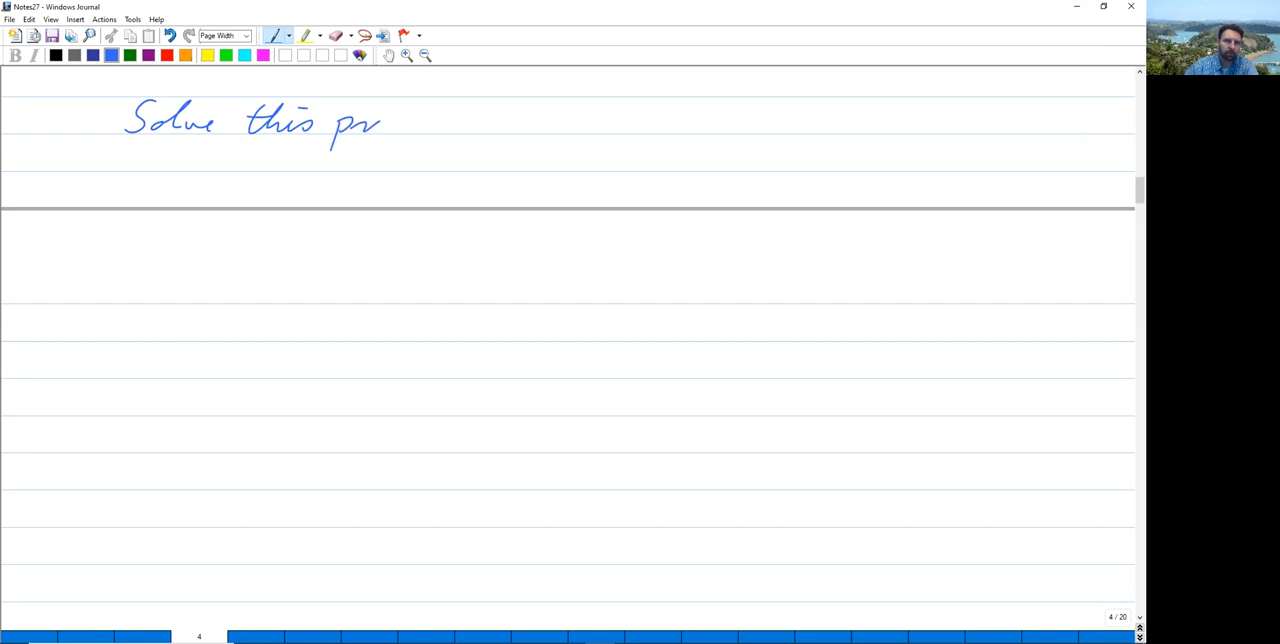 Notes27 - Windows Journal
File Edit View Insert Actions Tools Help
Page Width
B I
Solve this pr
4 / 20
4